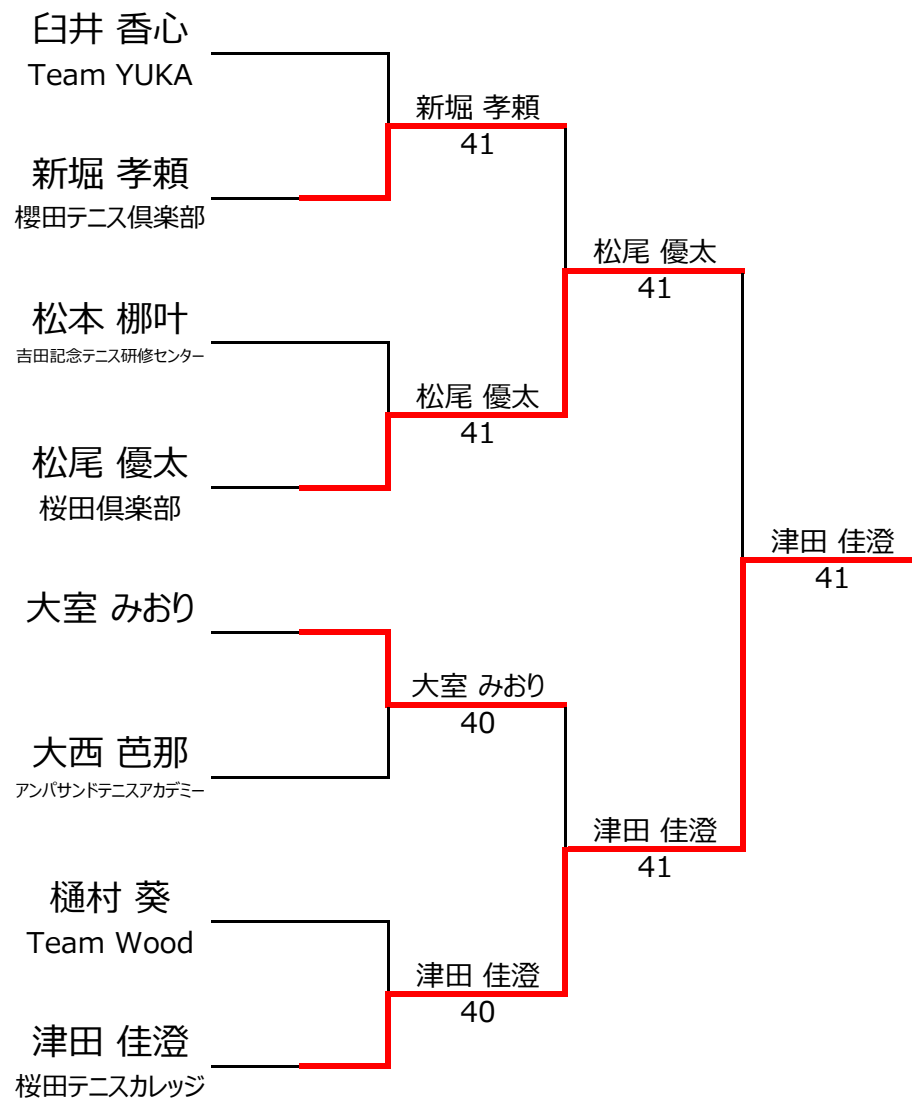 臼井 香心
Team YUKA
新堀 孝頼
41
新堀 孝頼
櫻田テニス倶楽部
松尾 優太
41
松本 梛叶
吉田記念テニス研修センター
松尾 優太
41
松尾 優太
桜田倶楽部
津田 佳澄
41
大室 みおり
大室 みおり
40
大西 芭那
アンパサンドテニスアカデミー
津田 佳澄
41
樋村 葵
Team Wood
津田 佳澄
40
津田 佳澄
桜田テニスカレッジ